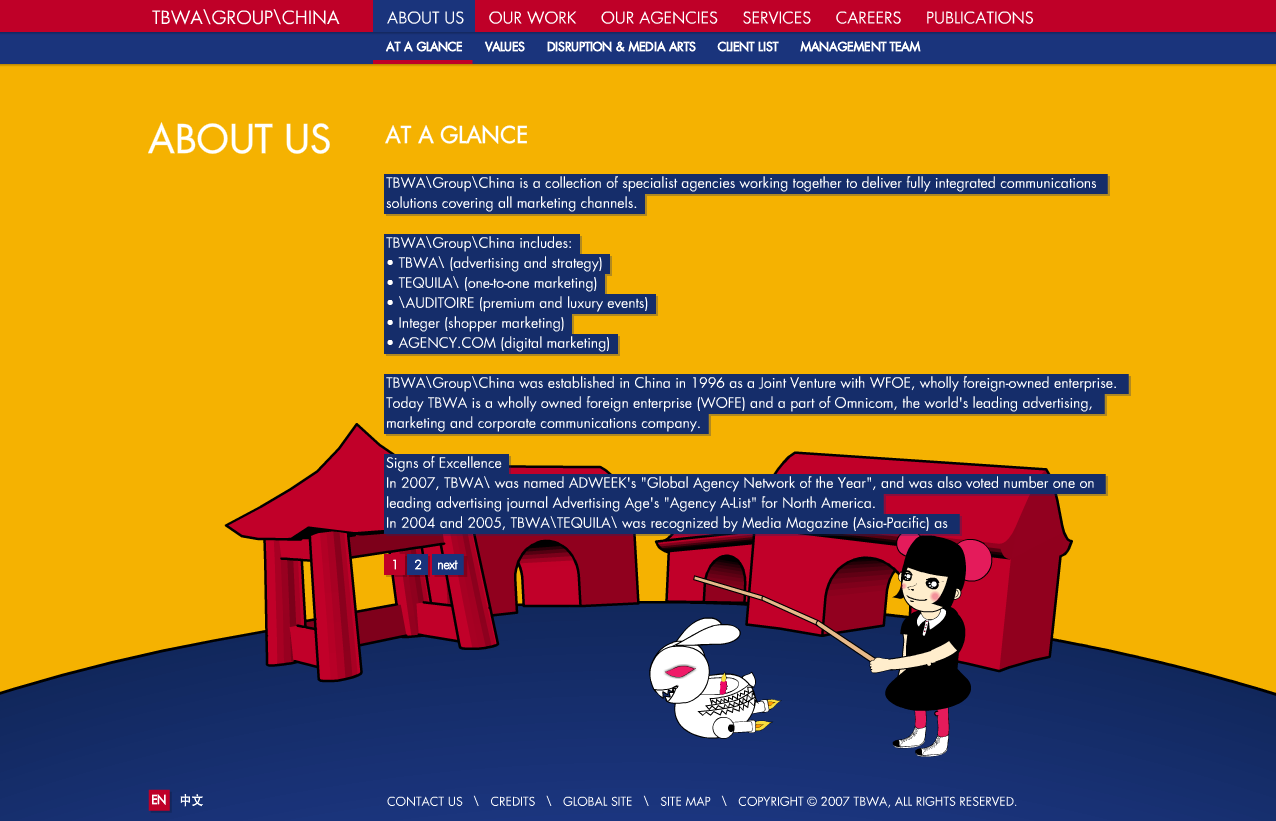 TBWA\GROUP\CHINA ABOUT US OUR WORK OUR AGENCIES SERVICES CAREERS PUBLICATIONS
AT A GLANCE VALUES DISRUPTION & MEDIA ARTS CLIENT LIST MANAGEMENT TEAM
ABOUT US
AT A GLANCE
TBWA\Group\China is a collection of specialist agencies working together to deliver fully integrated communications
solutions covering all marketing channels.
TBWA\Group\China includes:
• TBWA\ (advertising and strategy)
• TEQUILA\ (one-to-one marketing)
• \AUDITOIRE (premium and luxury events)
• Integer (shopper marketing)
• AGENCY.COM (digital marketing)
TBWA\Group\China was established in China in 1996 as a Joint Venture with WFOE, wholly foreign-owned enterprise.
Today TBWA is a wholly owned foreign enterprise (WOFE) and a part of Omnicom, the world's leading advertising,
marketing and corporate communications company.
Signs of Excellence
In 2007, TBWA\ was named ADWEEK's "Global Agency Network of the Year", and was also voted number one on
leading advertising journal Advertising Age's "Agency A-List" for North America.
In 2004 and 2005, TBWA\TEQUILA\ was recognized by Media Magazine (Asia-Pacific) as
1 2 next
EN 中文 CONTACT US \ CREDITS \ GLOBAL SITE \ SITE MAP \ COPYRIGHT © 2007 TBWA, ALL RIGHTS RESERVED.